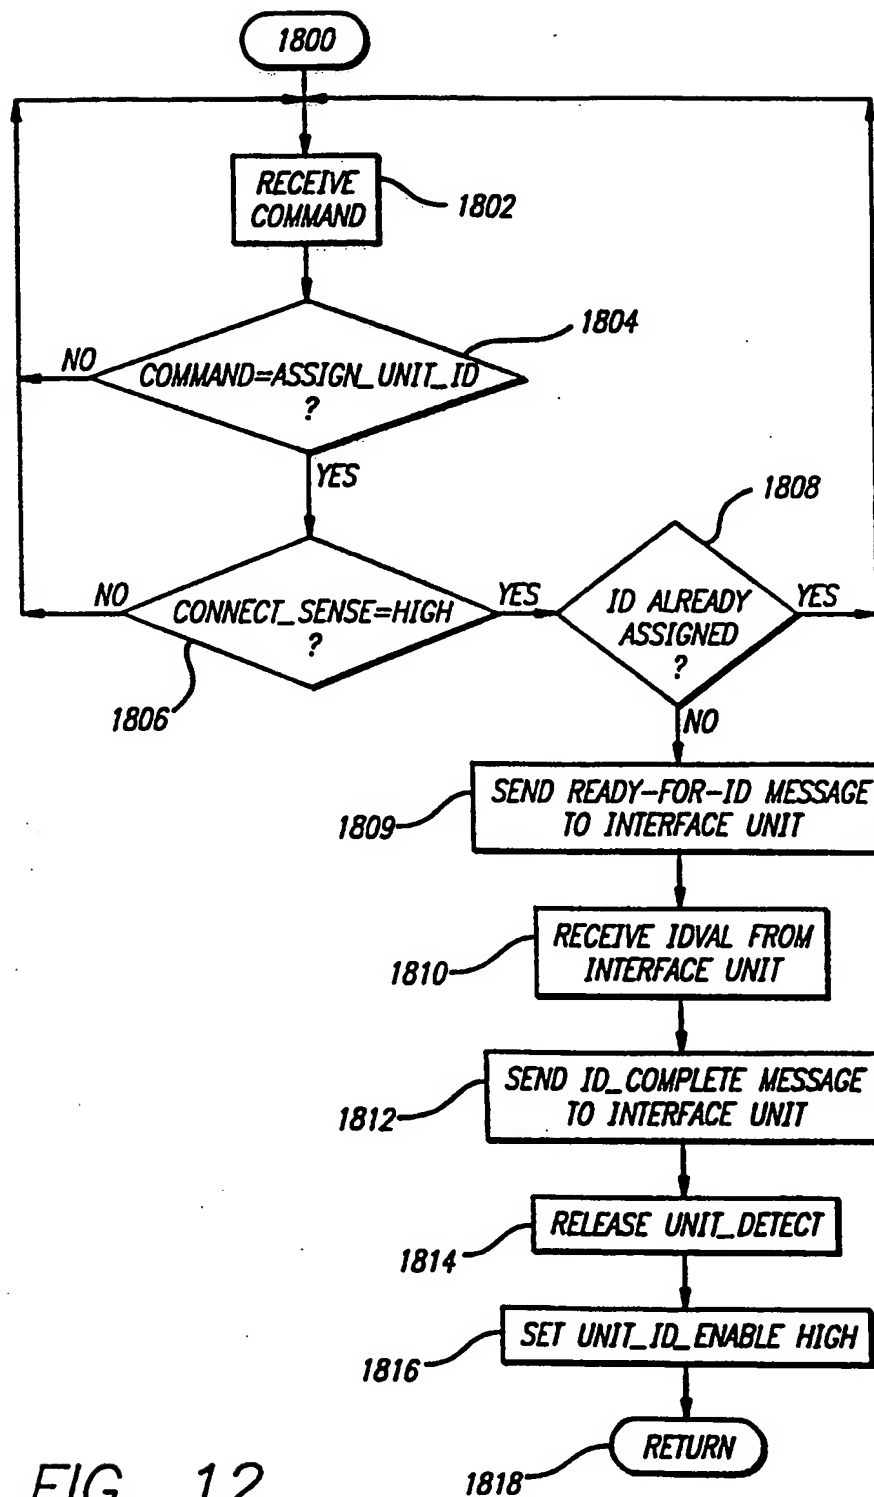 1800
RECEIVE
COMMAND
1802
1804
NO
COMMAND=ASSIGN_UNIT_ID
?
YES
1808
NO
CONNECT_SENSE=HIGH
?
YES
ID ALREADY
ASSIGNED
?
YES
1806
NO
SEND READY-FOR-ID MESSAGE
TO INTERFACE UNIT
1809
RECEIVE IDVAL FROM
INTERFACE UNIT
1810
SEND ID_COMPLETE MESSAGE
TO INTERFACE UNIT
1812
RELEASE UNIT_DETECT
1814
SET UNIT_ID_ENABLE HIGH
1816
RETURN
1818
FIG. 12